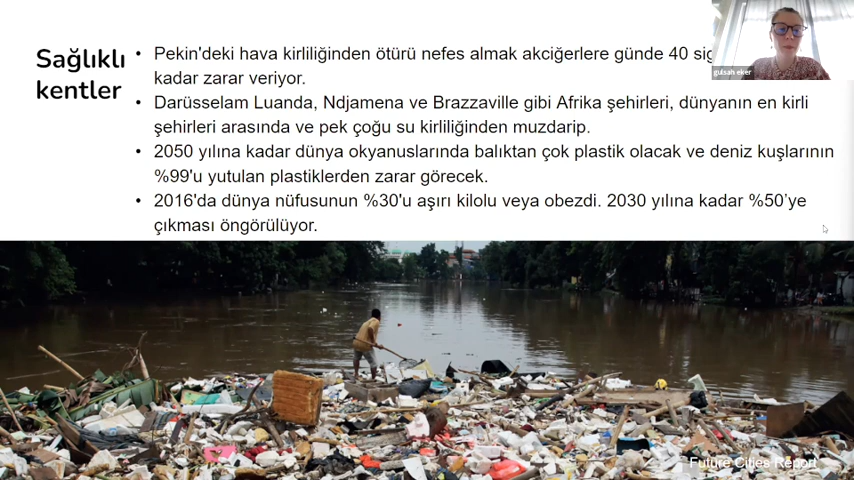 Sağlıklı
kentler
• Pekin'deki hava kirliliğinden ötürü nefes almak akciğerlere günde 40
kadar zarar veriyor.
• Darüsselam Luanda, Ndjamena ve Brazzaville gibi Afrika şehirleri, dünyanın en kirli
şehirleri arasında ve pek çoğu su kirliliğinden muzdarip.
• 2050 yılına kadar dünya okyanuslarında balıktan çok plastik olacak ve deniz kuşlarının
%99'u yutulan plastiklerden zarar görecek.
• 2016'da dünya nüfusunun %30'u aşırı kilolu veya obezdi. 2030 yılına kadar %50’ye
çıkması öngörülüyor.
gulsah eker
Future Cities Report